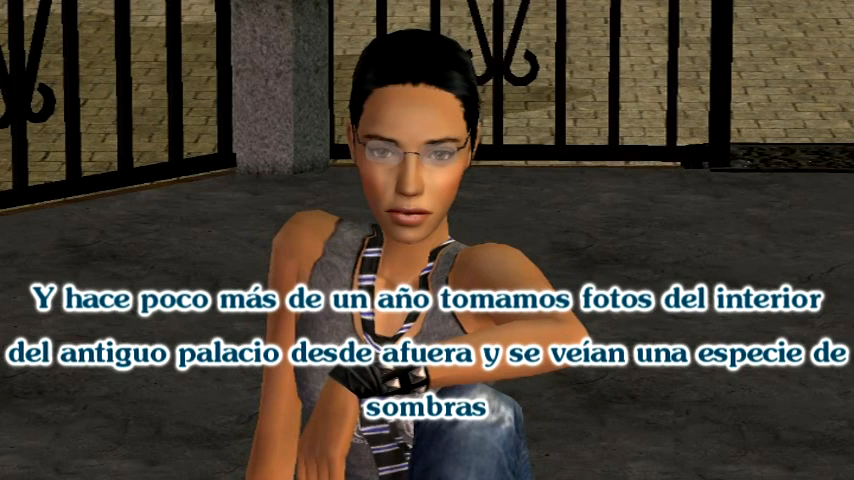 Y hace poco más de un año tomamos fotos del interior
del antiguo palacio desde afuera y se veían una especie de
sombras